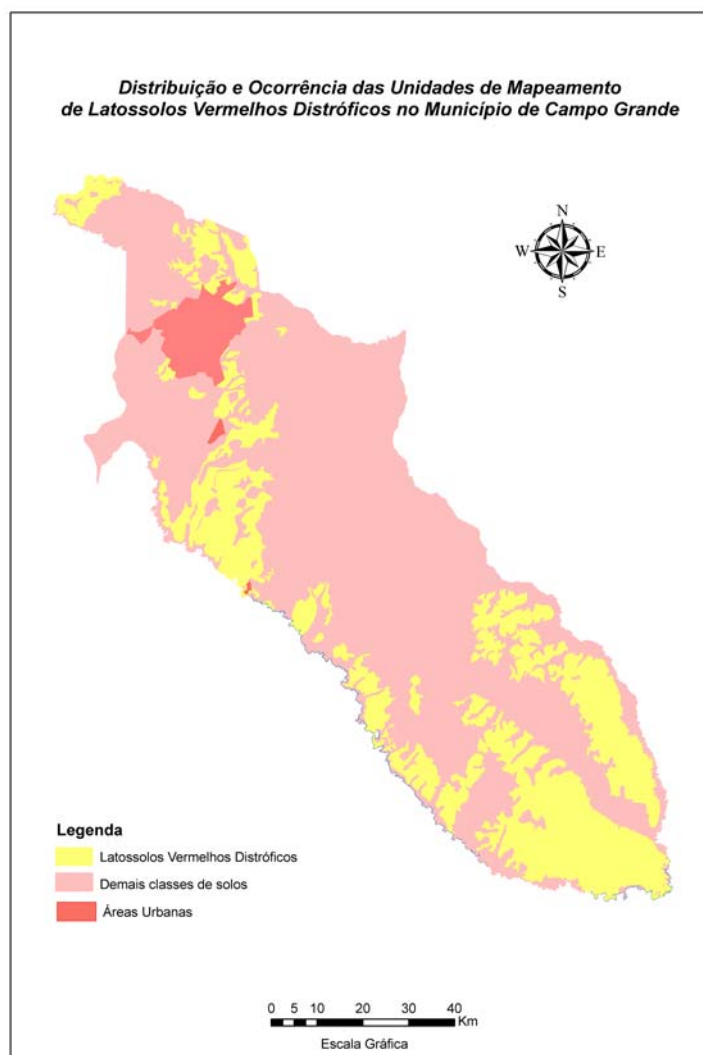 Distribuição e Ocorrência das Unidades de Mapeamento
de Latossolos Vermelhos Distróficos no Município de Campo Grande
N
W E
S
Legenda
Latossolos Vermelhos Distróficos
Demais classes de solos
Áreas Urbanas
0 5 10 20 30 40
Km
Escala Gráfica